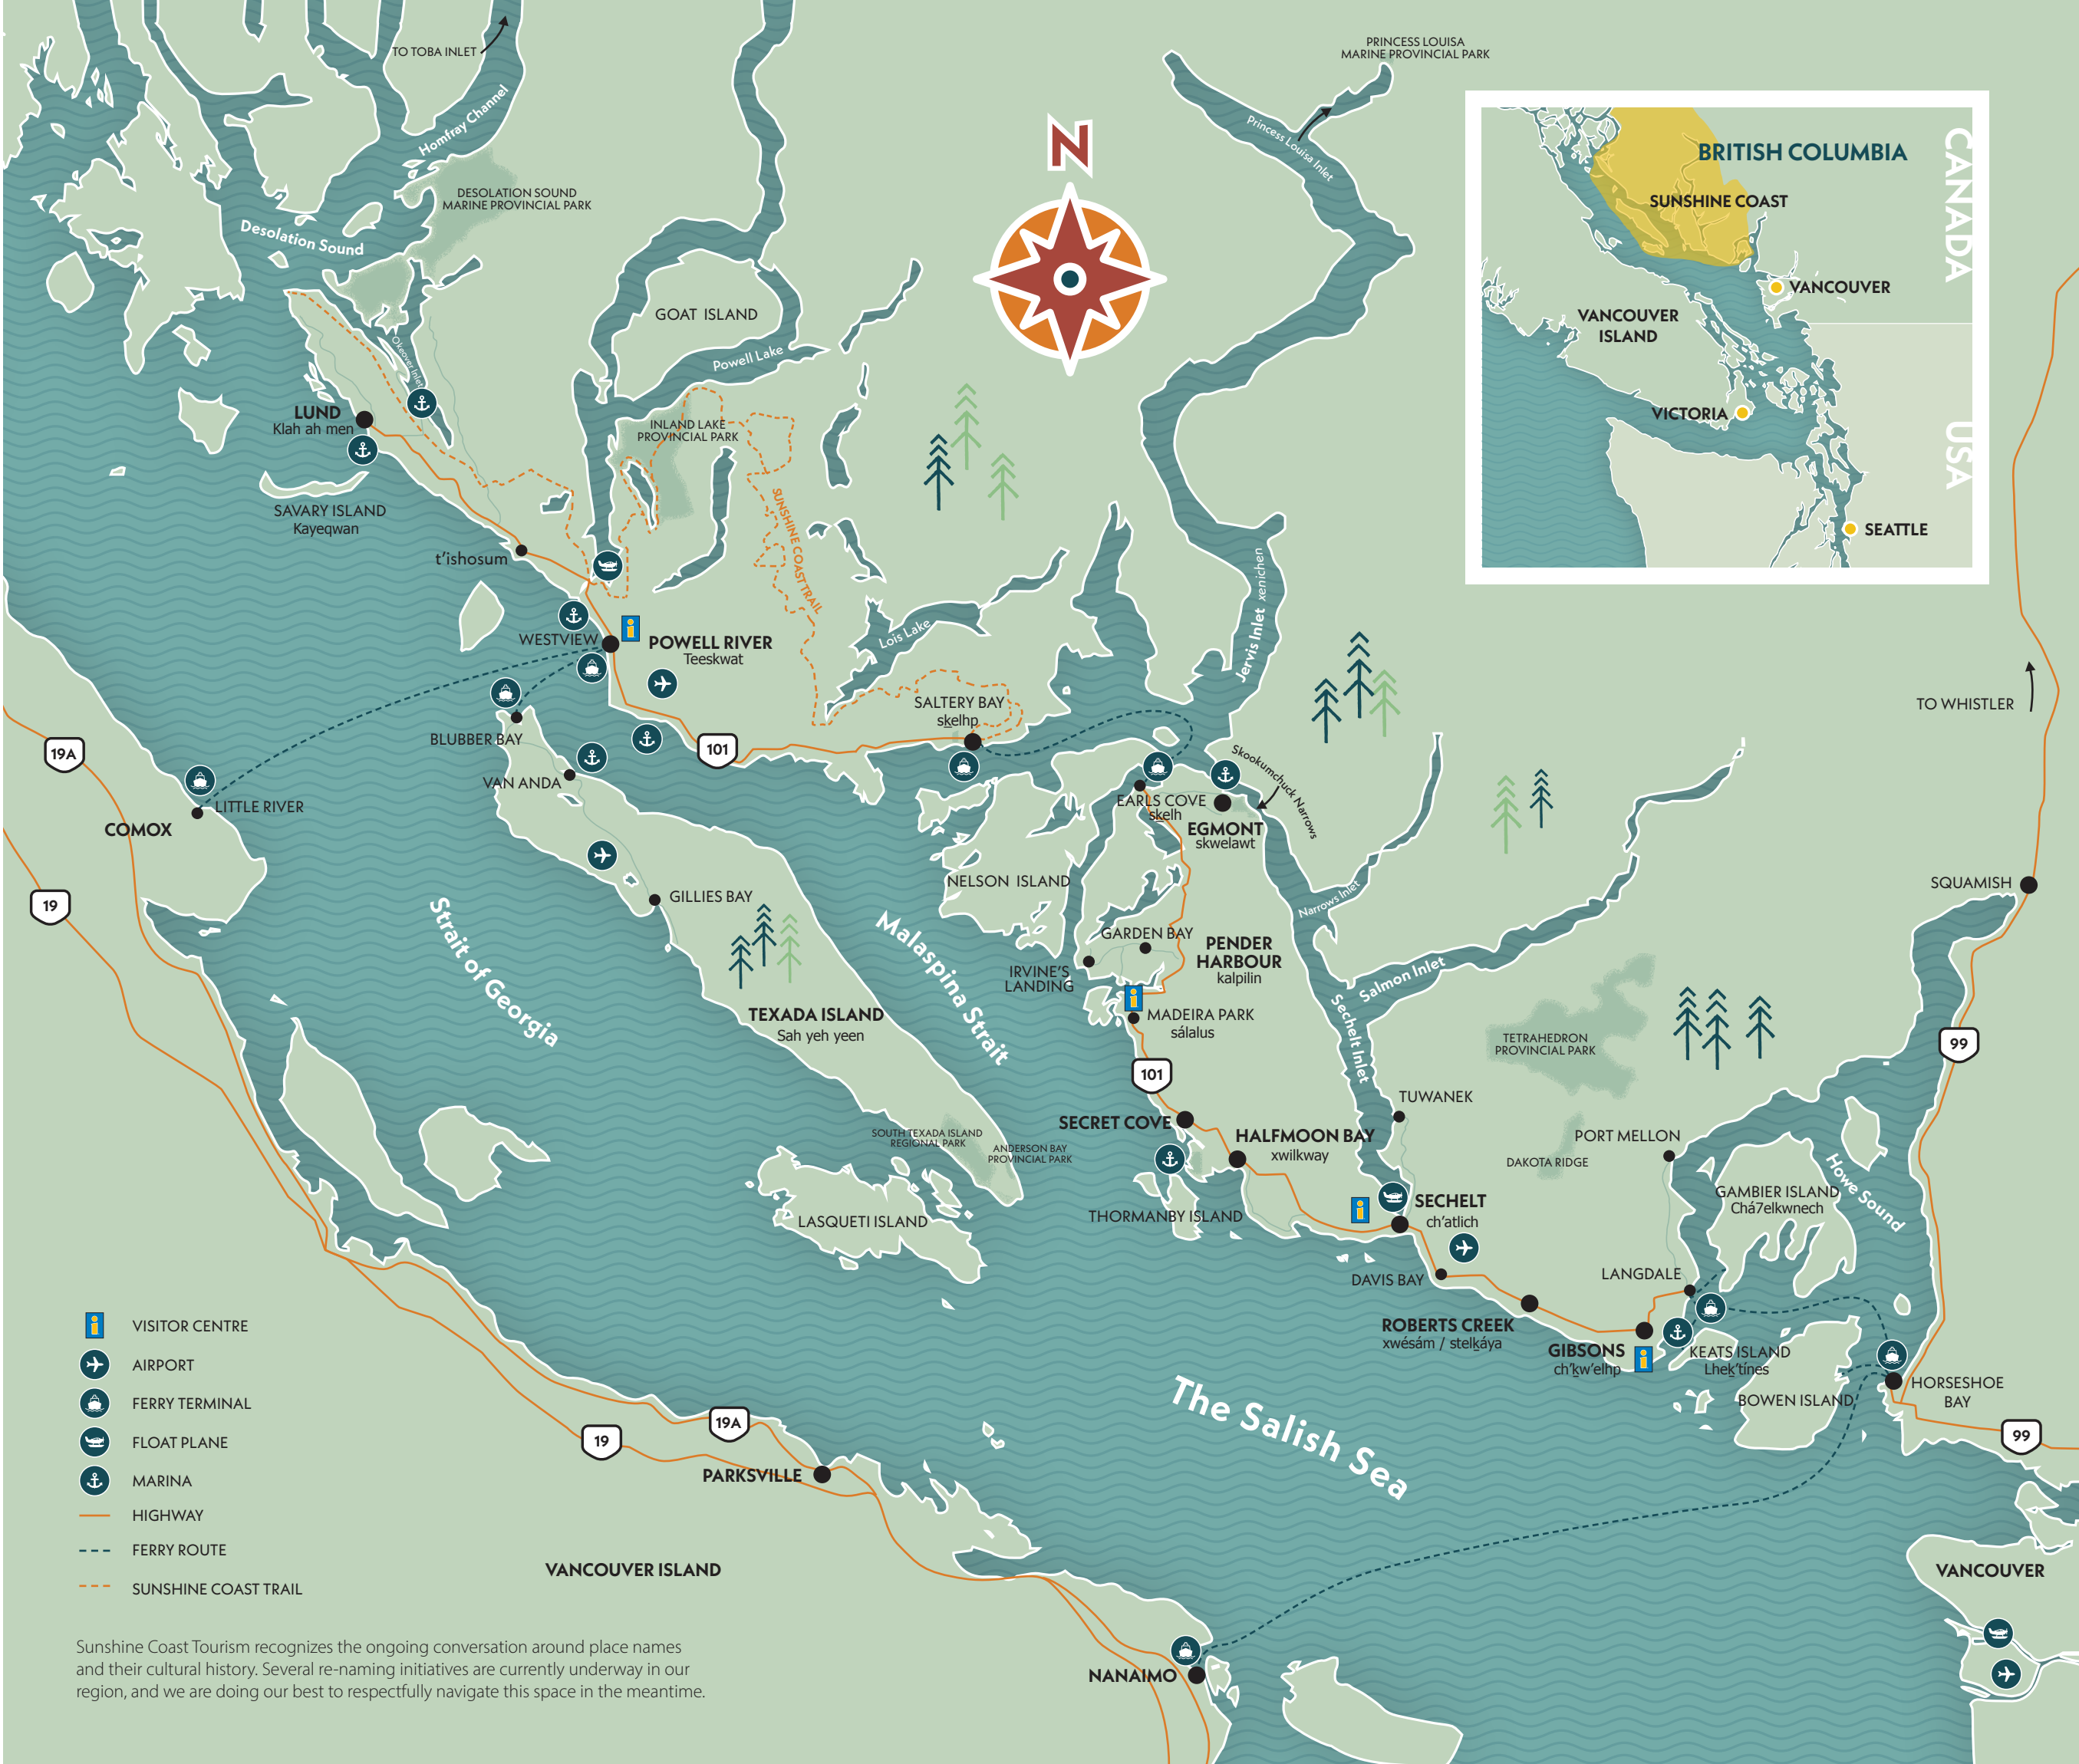 TO TOBA INLET
Homfray Channel
DESOLATION SOUND
MARINE PROVINCIAL PARK
Desolation Sound
Okeover Inlet
LUND
Klah ah men
SAVARY ISLAND
Kayeqwan
t'ishosum
GOAT ISLAND
Powell Lake
INLAND LAKE
PROVINCIAL PARK
SUNSHINE COAST TRAIL
N
PRINCESS LOUISA
MARINE PROVINCIAL PARK
Princess Louisa Inlet
BRITISH COLUMBIA
SUNSHINE COAST
CANADA
VANCOUVER
VANCOUVER
ISLAND
VICTORIA
USA
SEATTLE
WESTVIEW
POWELL RIVER
Teeskwat
Lois Lake
Jervis Inlet xenichen
SALTERY BAY
skelhp
101
BLUBBER BAY
VAN ANDA
19A
LITTLE RIVER
COMOX
19
GILLIES BAY
Strait of Georgia
TEXADA ISLAND
Sah yeh yeen
Malaspina Strait
SOUTH TEXADA ISLAND
REGIONAL PARK
ANDERSON BAY
PROVINCIAL PARK
LASQUETI ISLAND
EARLS COVE
skelh
EGMONT
skwelawt
Skookumchuck Narrows
NELSON ISLAND
Narrows Inlet
GARDEN BAY
PENDER
HARBOUR
kalpilin
IRVINE'S
LANDING
MADEIRA PARK
sálalus
Salmon Inlet
Sechelt Inlet
101
SECRET COVE
HALFMOON BAY
xwilkway
THORMANBY ISLAND
TUWANEK
SECHELT
ch'atlich
DAVIS BAY
TETRAHEDRON
PROVINCIAL PARK
DAKOTA RIDGE
PORT MELLON
GAMBIER ISLAND
Chá7elkwnech
Howe Sound
LANGDALE
ROBERTS CREEK
xwésám / stelḵáya
GIBSONS
ch'ḵw'elhp
KEATS ISLAND
Lheḵ'tínes
BOWEN ISLAND
HORSESHOE
BAY
TO WHISTLER
SQUAMISH
99
99
The Salish Sea
VANCOUVER
VISITOR CENTRE
AIRPORT
FERRY TERMINAL
FLOAT PLANE
MARINA
HIGHWAY
FERRY ROUTE
SUNSHINE COAST TRAIL
19
19A
PARKSVILLE
VANCOUVER ISLAND
NANAIMO
Sunshine Coast Tourism recognizes the ongoing conversation around place names
and their cultural history. Several re-naming initiatives are currently underway in our
region, and we are doing our best to respectfully navigate this space in the meantime.